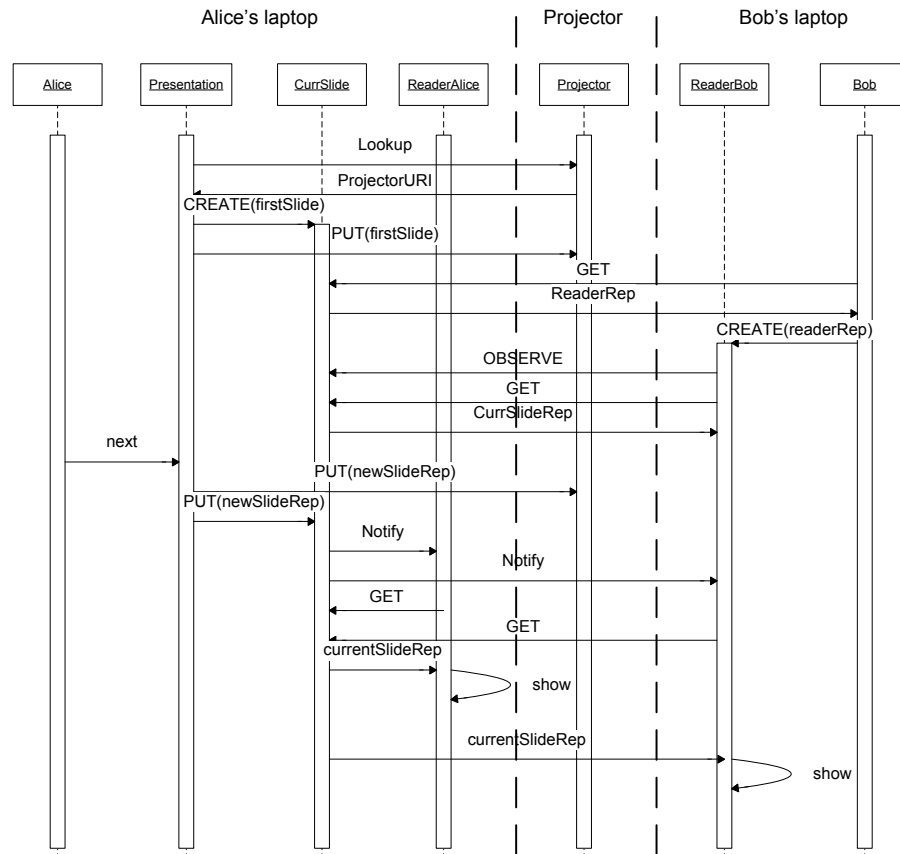 Alice's laptop
Projector
Bob's laptop
Alice
Presentation
CurrSlide
ReaderAlice
Projector
ReaderBob
Bob
Lookup
ProjectorURI
CREATE(firstSlide)
PUT(firstSlide)
GET
ReaderRep
CREATE(readerRep)
OBSERVE
GET
CurrSlideRep
next
PUT(newSlideRep)
PUT(newSlideRep)
Notify
Notify
GET
GET
currentSlideRep
show
currentSlideRep
show